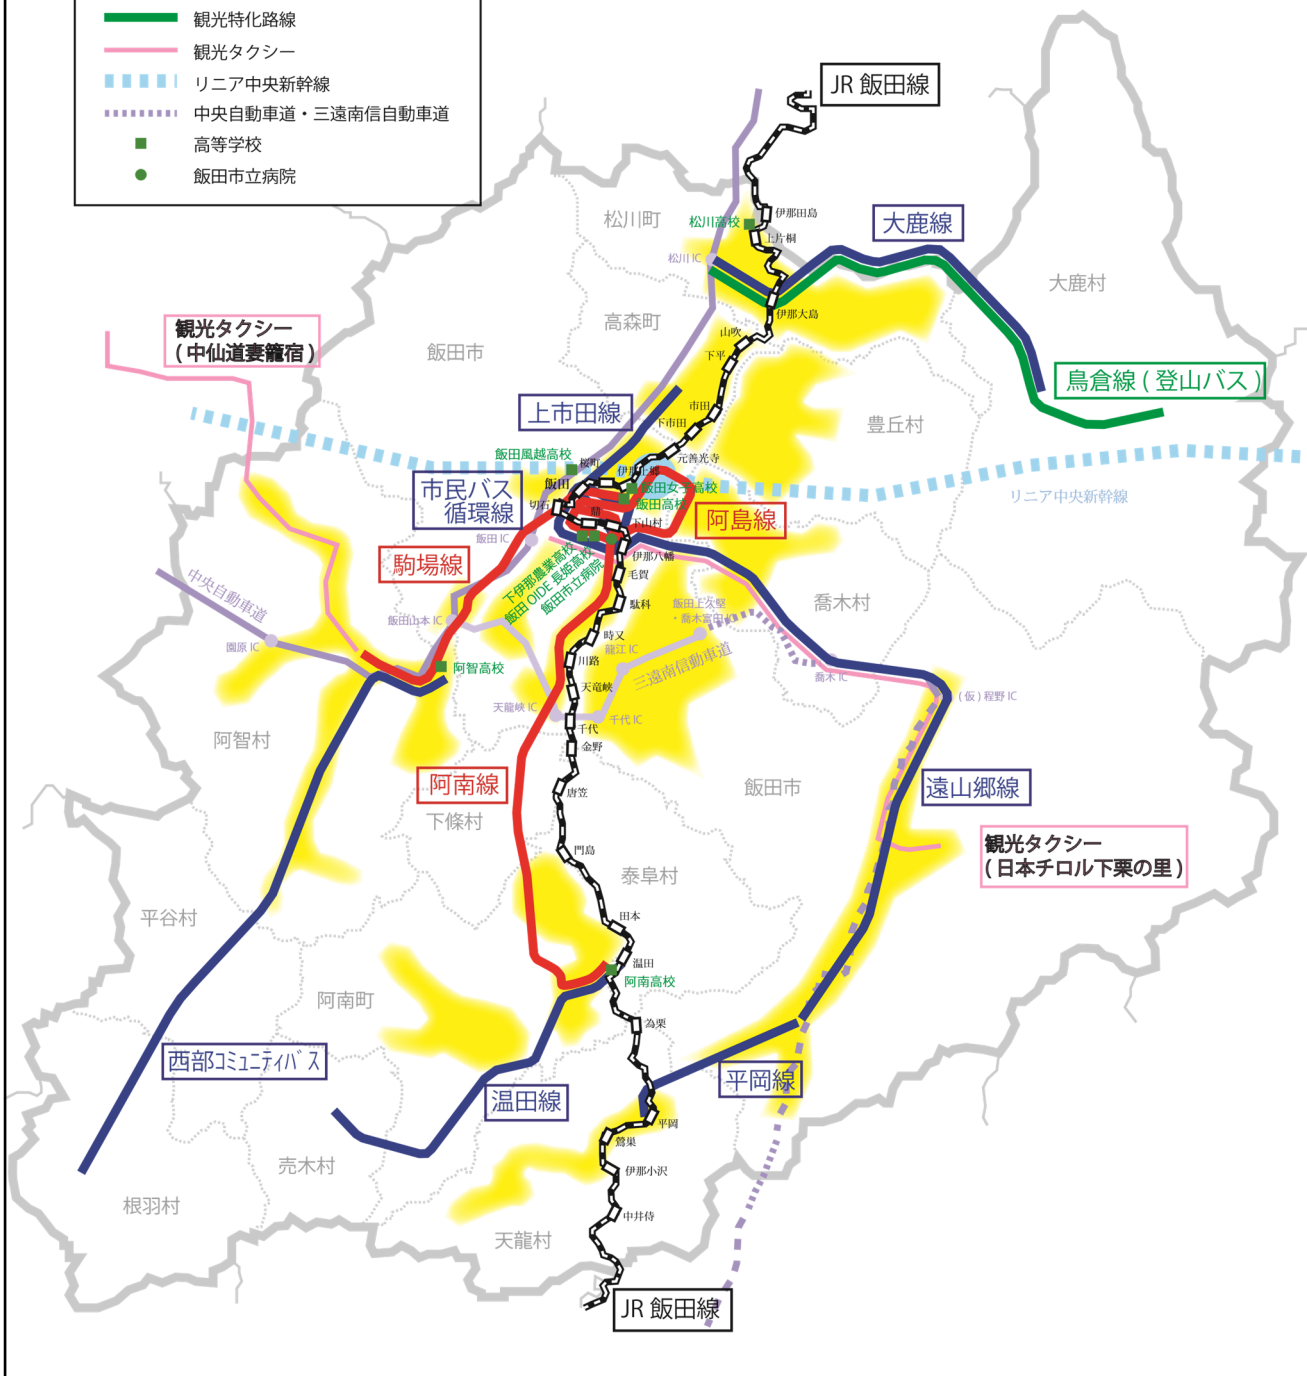 観光特化路線
観光タクシー
リニア中央新幹線
中央自動車道・三遠南信自動車道
高等学校
飯田市立病院
JR 飯田線
松川町
松川高校
伊那田島
上片桐
大鹿線
松川 IC
大鹿村
伊那大島
高森町
山吹
観光タクシー
( 中仙道妻籠宿 )
飯田市
下平
鳥倉線 ( 登山バス )
上市田線
市田
下市田
豊丘村
飯田風越高校
桜町
元善光寺
伊那上郷
飯田
市民バス
循環線
飯田女子高校
リニア中央新幹線
切石
鼎
飯田高校
阿島線
下山村
飯田 IC
駒場線
伊那八幡
下伊那農業高校
飯田 OIDE 長姫高校
飯田市立病院
毛賀
中央自動車道
駄科
飯田上久堅
・喬木富田 IC
喬木村
飯田山本 IC
時又
園原 IC
龍江 IC
三遠南信動車道
川路
阿智高校
喬木 IC
天竜峡
( 仮 ) 程野 IC
天龍峡 IC
千代 IC
千代
阿智村
金野
阿南線
飯田市
遠山郷線
唐笠
下條村
観光タクシー
( 日本チロル下栗の里 )
門島
泰阜村
平谷村
田本
温田
阿南高校
阿南町
為栗
西部ｺﾐｭﾆﾃｨﾊﾞｽ
平岡線
温田線
平岡
鶯巣
売木村
伊那小沢
根羽村
中井侍
天龍村
JR 飯田線